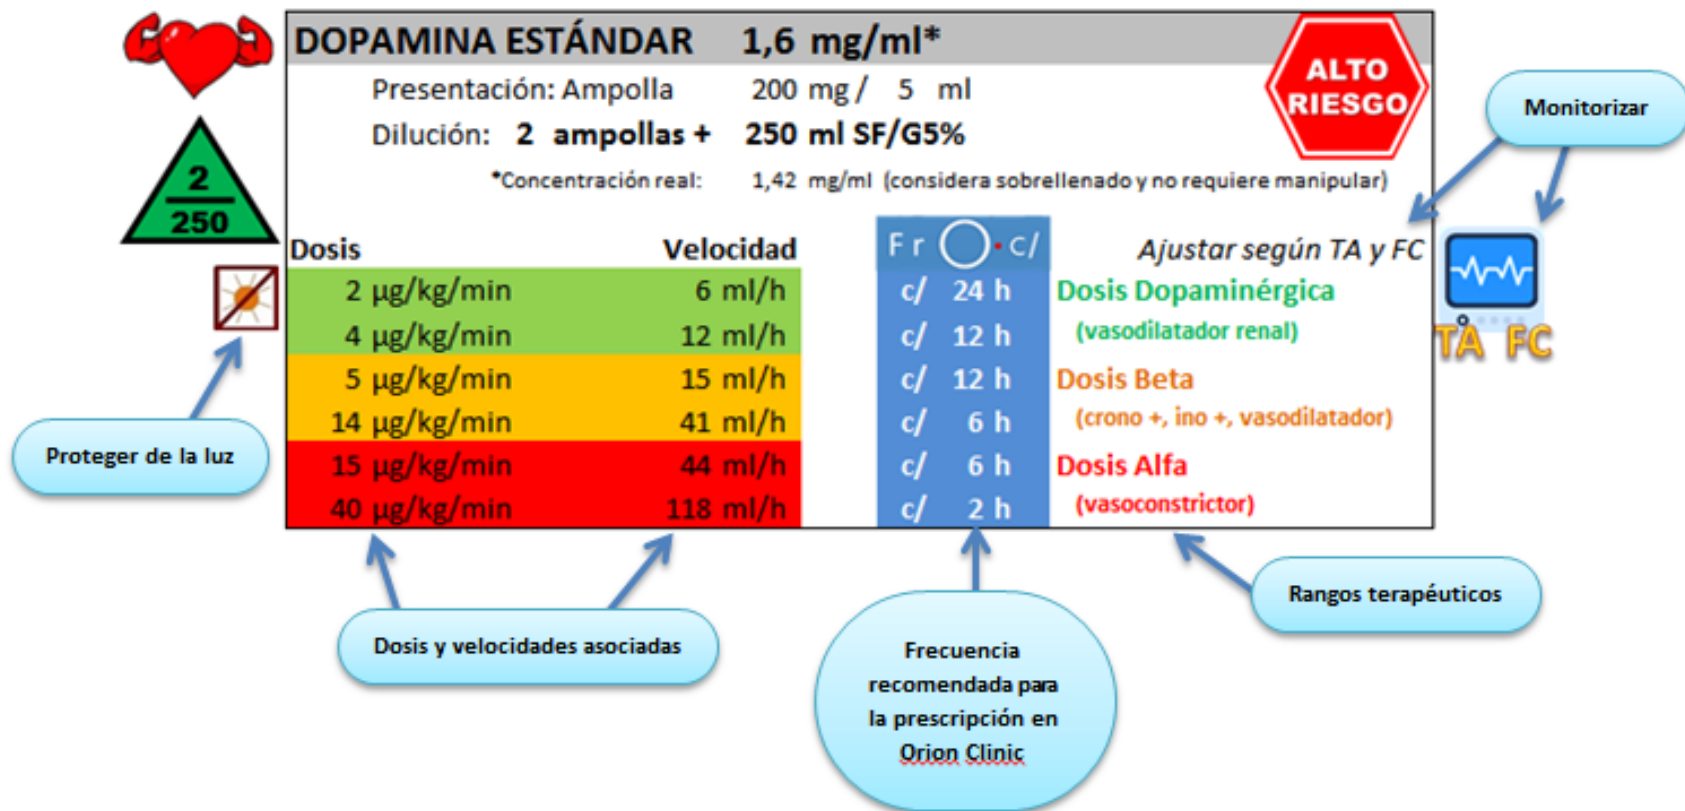 DOPAMINA ESTÁNDAR 1,6 mg/ml*
ALTO RIESGO
Presentación: Ampolla 200 mg / 5 ml
Dilución: 2 ampollas + 250 ml SF/G5%
*Concentración real: 1,42 mg/ml (considera sobrellenado y no requiere manipular)
Monitorizar
2
250
Dosis Velocidad Fr c/ Ajustar según TA y FC
2 µg/kg/min 6 ml/h c/ 24 h Dosis Dopaminérgica
4 µg/kg/min 12 ml/h c/ 12 h (vasodilatador renal)
TA FC
5 µg/kg/min 15 ml/h c/ 12 h Dosis Beta
14 µg/kg/min 41 ml/h c/ 6 h (crono +, ino +, vasodilatador)
15 µg/kg/min 44 ml/h c/ 6 h Dosis Alfa
40 µg/kg/min 118 ml/h c/ 2 h (vasoconstrictor)
Proteger de la luz
Dosis y velocidades asociadas
Frecuencia
recomendada para
la prescripción en
Orion Clinic
Rangos terapéuticos